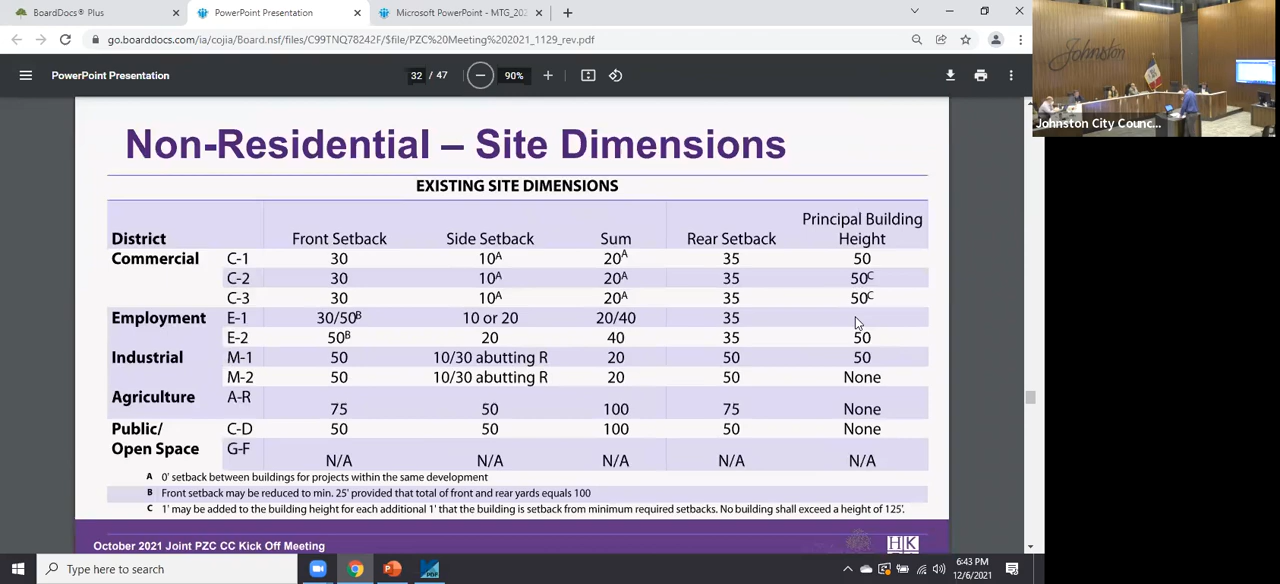 BoardDocs® Plus
PowerPoint Presentation
Microsoft PowerPoint - MTG_202
go.boarddocs.com/ia/cojia/Board.nsf/files/C99TNQ78242F/$file/PZC%20Meeting%202021_1129_rev.pdf
PowerPoint Presentation
32 / 47
90%
Johnston
Johnston City Counc...
Non-Residential – Site Dimensions
EXISTING SITE DIMENSIONS
District Front Setback Side Setback Sum Rear Setback Principal Building Height
Commercial C-1 30 10A 20A 35 50
C-2 30 10A 20A 35 50C
C-3 30 10A 20A 35 50C
Employment E-1 30/50B 10 or 20 20/40 35
E-2 50B 20 40 35 50
Industrial M-1 50 10/30 abutting R 20 50 50
M-2 50 10/30 abutting R 20 50 None
Agriculture A-R 75 50 100 75 None
Public/ C-D 50 50 100 50 None
Open Space G-F N/A N/A N/A N/A N/A
A 0' setback between buildings for projects within the same development
B Front setback may be reduced to min. 25' provided that total of front and rear yards equals 100
C 1' may be added to the building height for each additional 1' that the building is setback from minimum required setbacks. No building shall exceed a height of 125'.
October 2021 Joint PZC CC Kick Off Meeting
HK
Type here to search
6:43 PM
12/6/2021